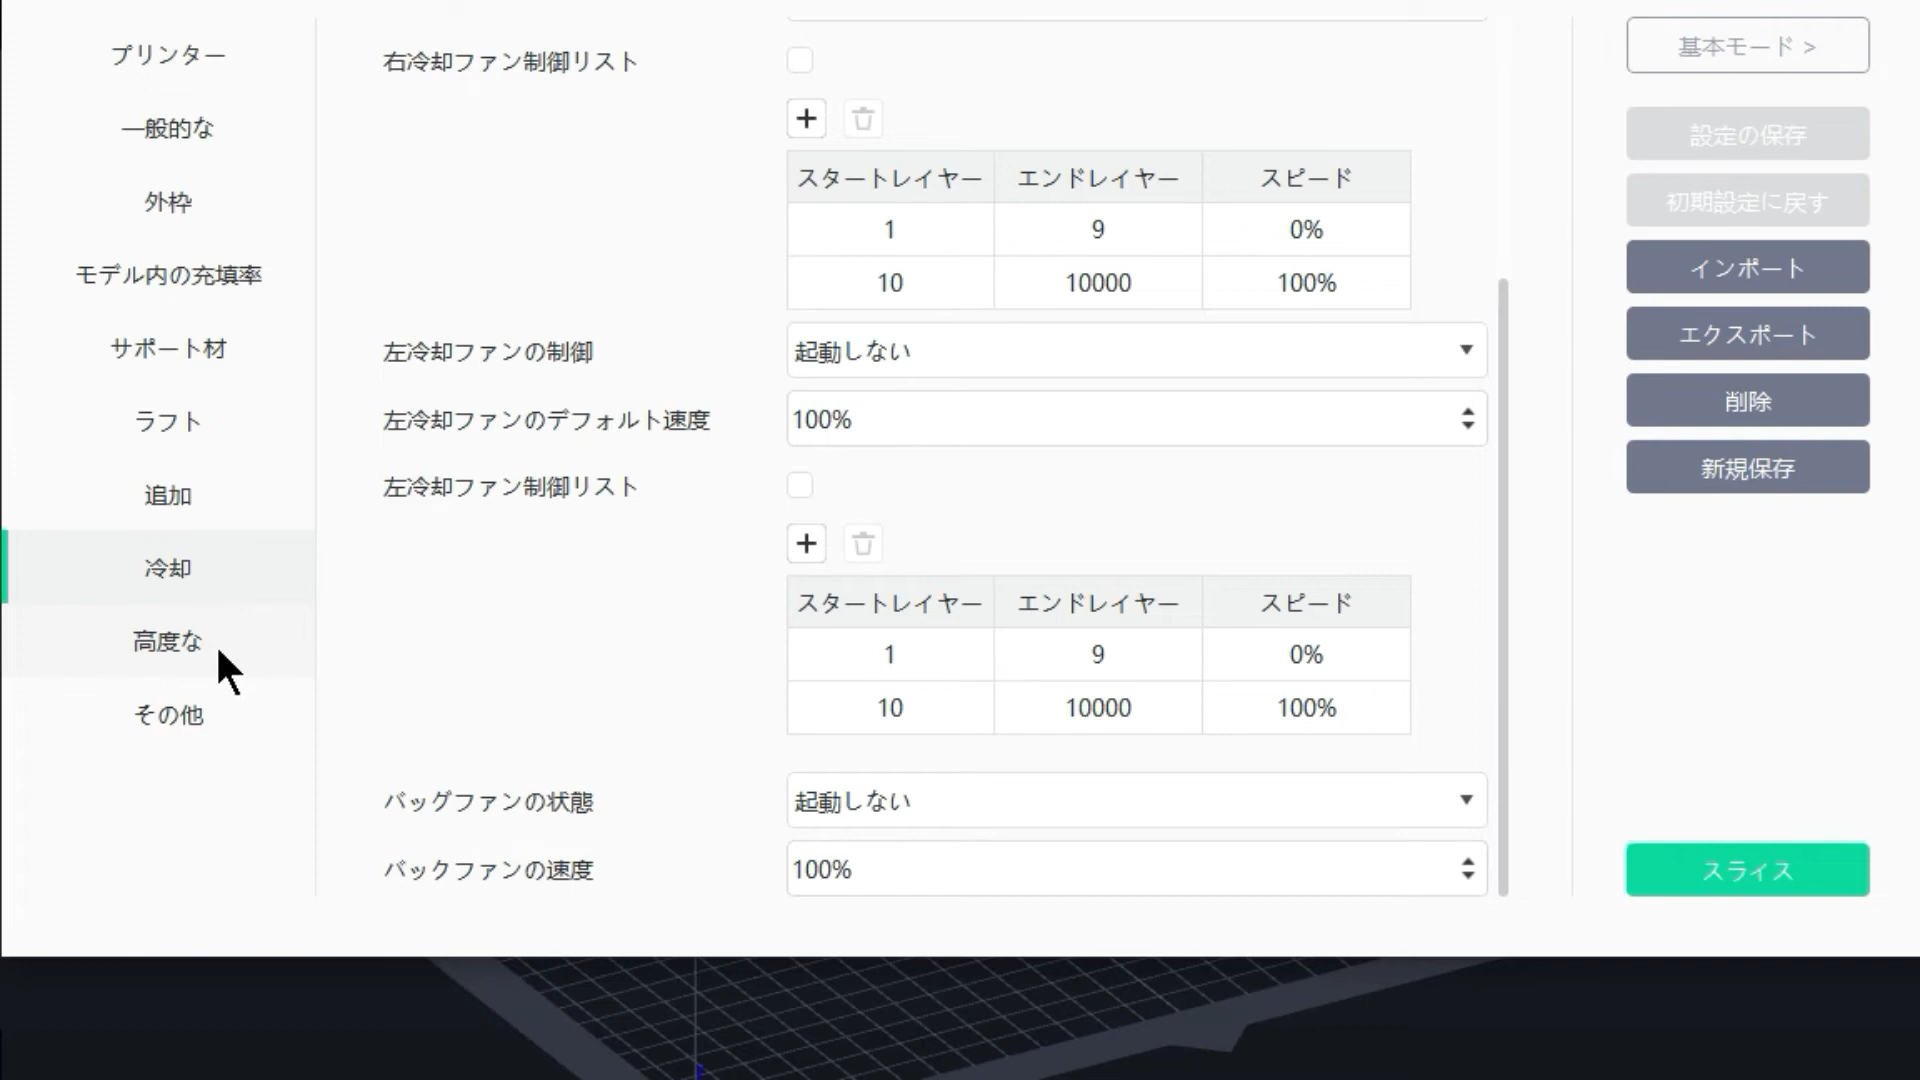 プリンター
一般的な
外枠
モデル内の充填率
サポート材
ラフト
追加
冷却
高度な
その他
右冷却ファン制御リスト
スタートレイヤー エンドレイヤー スピード
1 9 0%
10 10000 100%
左冷却ファンの制御 起動しない
左冷却ファンのデフォルト速度 100%
左冷却ファン制御リスト
スタートレイヤー エンドレイヤー スピード
1 9 0%
10 10000 100%
バッグファンの状態 起動しない
バックファンの速度 100%
基本モード >
設定の保存
初期設定に戻す
インポート
エクスポート
削除
新規保存
スライス